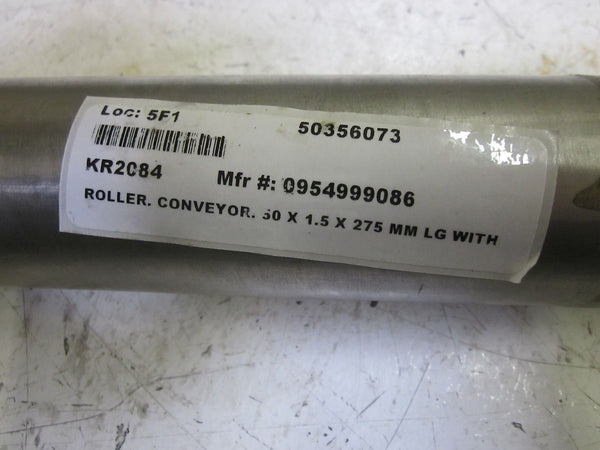 Loc: 5F1 50356073
KR2084 Mfr #: 0954999086
ROLLER. CONVEYOR. 50 X 1.5 X 275 MM LG WITH